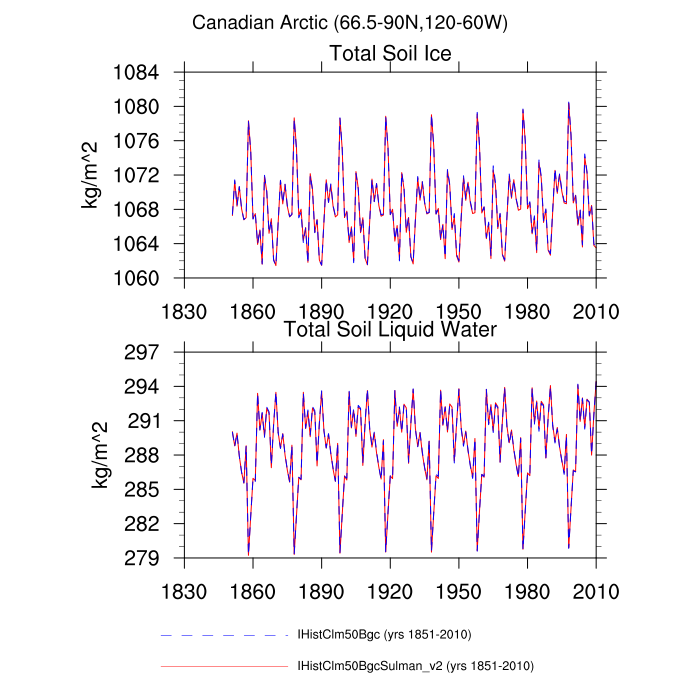 Canadian Arctic (66.5-90N,120-60W)
Total Soil Ice
1084
1080
1076
1072
1068
1064
1060
kg/m^2
1830 1860 1890 1920 1950 1980 2010
Total Soil Liquid Water
297
294
291
288
285
282
279
kg/m^2
1830 1860 1890 1920 1950 1980 2010
IHistClm50Bgc (yrs 1851-2010)
IHistClm50BgcSulman_v2 (yrs 1851-2010)